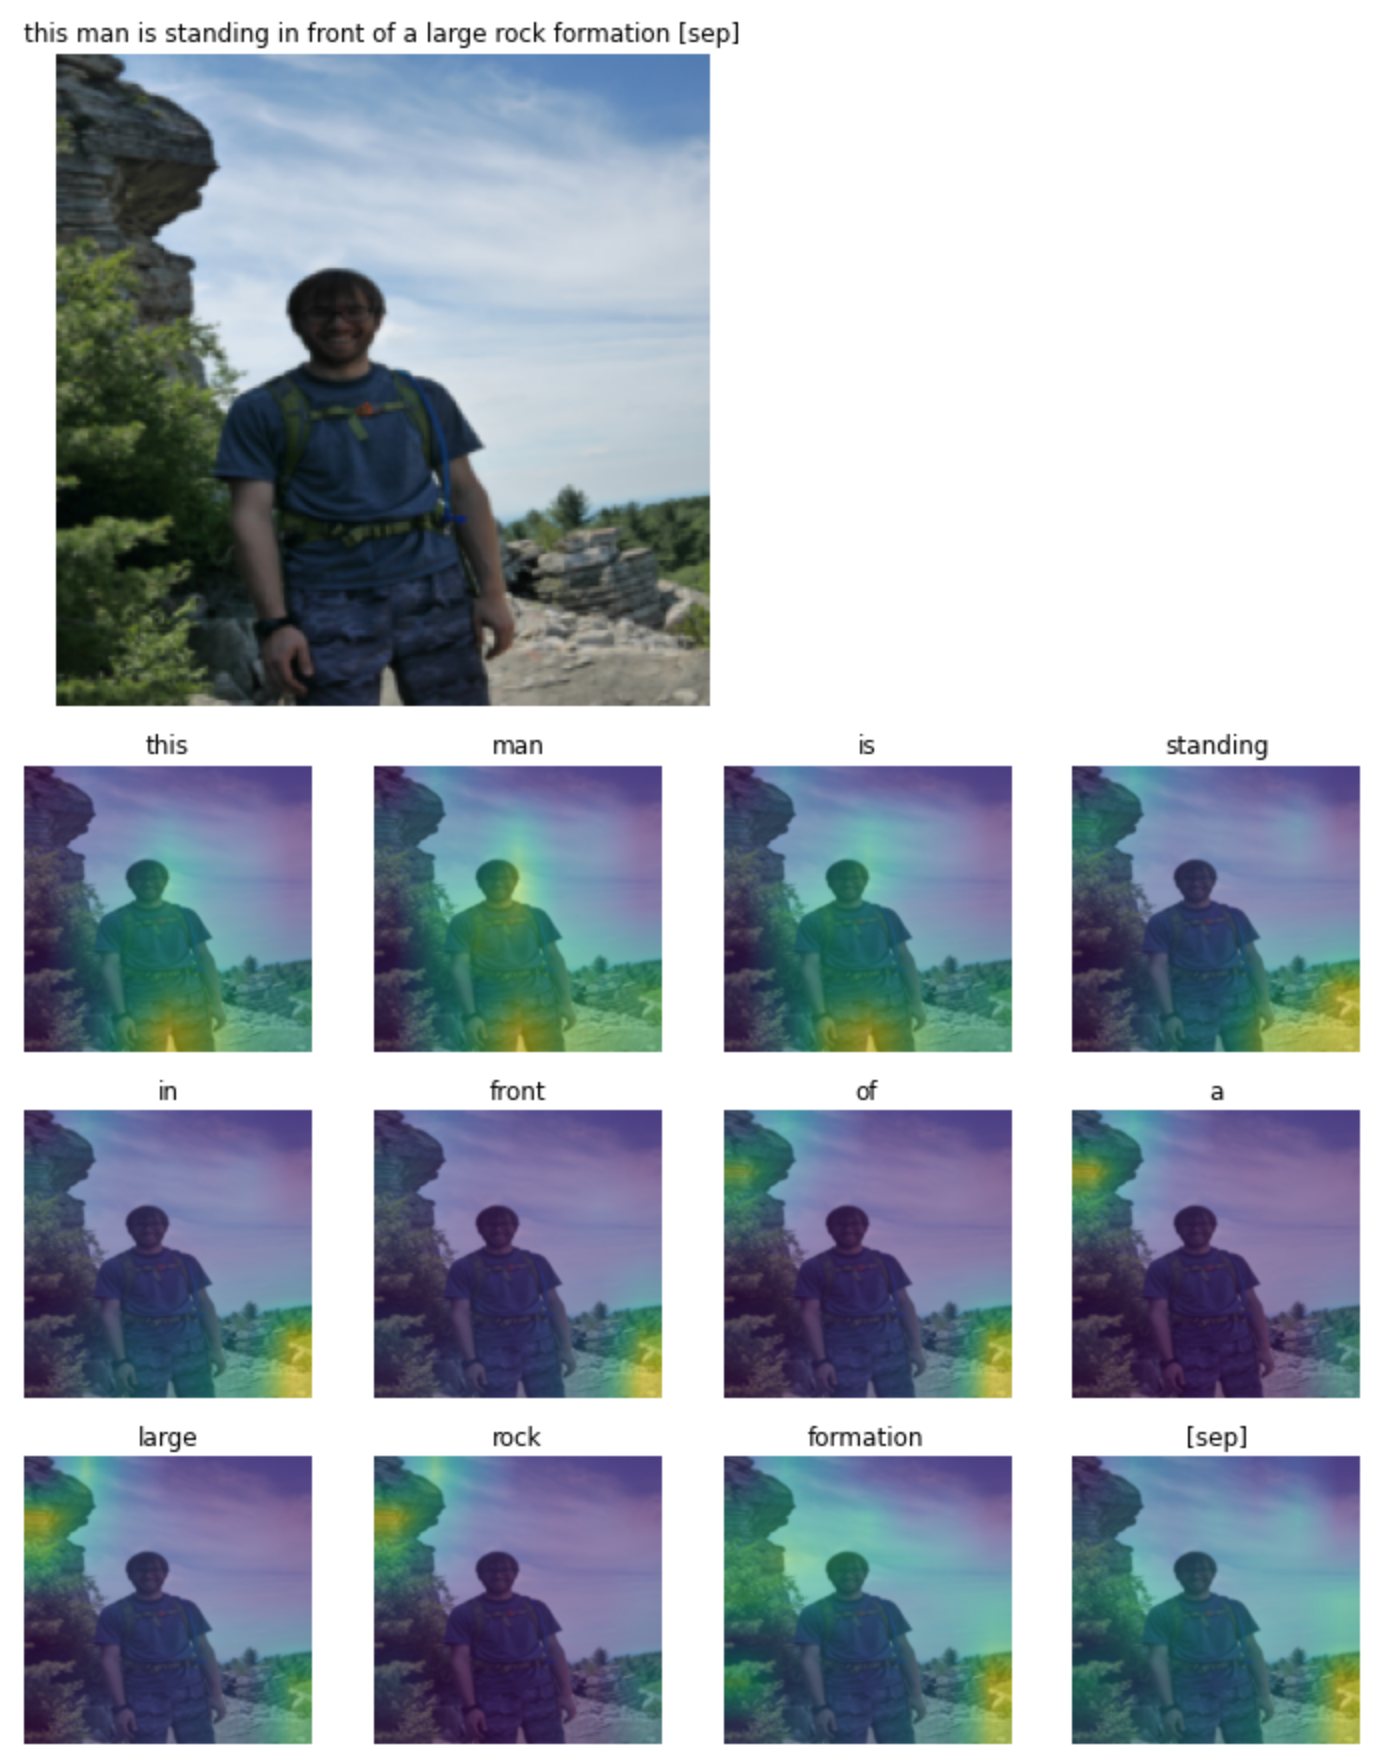 this man is standing in front of a large rock formation [sep]
this man is standing
in front of a
large rock formation [sep]